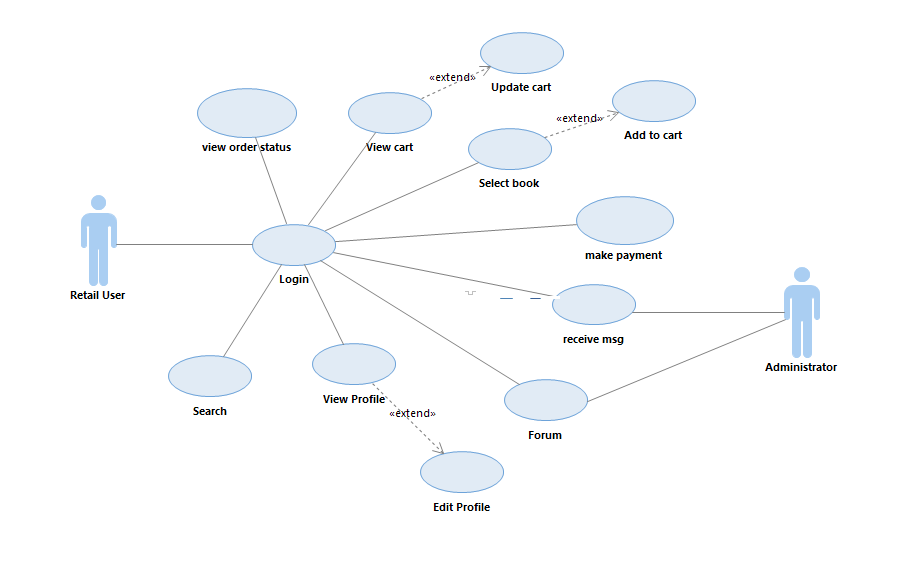 «extend»
Update cart
«extend»
Add to cart
view order status
View cart
Select book
make payment
Login
Retail User
receive msg
Administrator
View Profile
Search
«extend»
Forum
Edit Profile